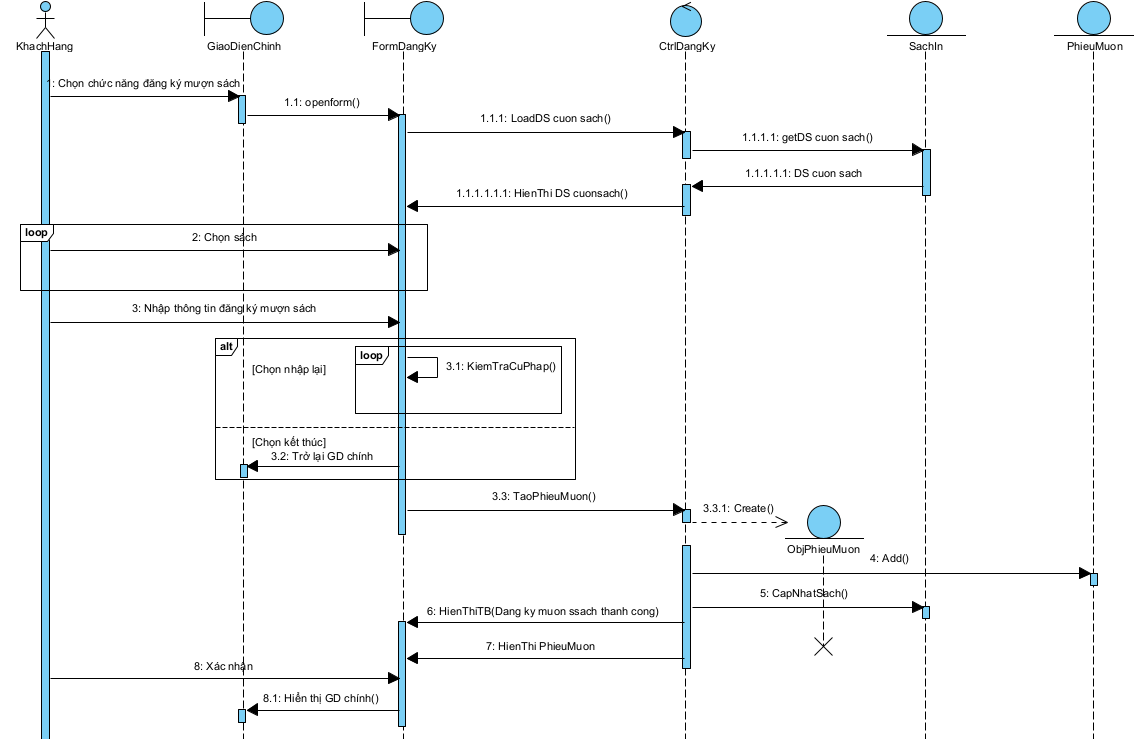 KhachHang
GiaoDienChinh
FormDangKy
CtrlDangKy
SachIn
PhieuMuon
1: Chọn chức năng đăng ký mượn sách
1.1: openform()
1.1.1: LoadDS cuon sach()
1.1.1.1: getDS cuon sach()
1.1.1.1.1: DS cuon sach
1.1.1.1.1.1: HienThi DS cuonsach()
loop
2: Chọn sách
3: Nhập thông tin đăng ký mượn sách
alt
loop
[Chọn nhập lại]
3.1: KiemTraCuPhap()
[Chọn kết thúc]
3.2: Trở lại GD chính
3.3: TaoPhieuMuon()
3.3.1: Create()
ObjPhieuMuon
4: Add()
5: CapNhatSach()
6: HienThiTB(Dang ky muon ssach thanh cong)
7: HienThi PhieuMuon
8: Xác nhận
8.1: Hiển thị GD chính()